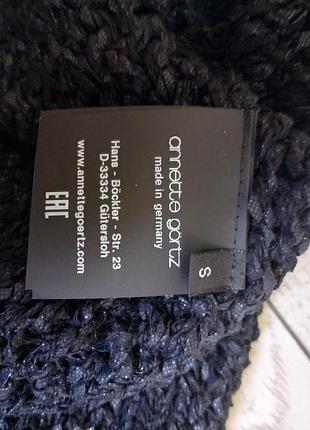 annette görtz
made in germany
S
Hans - Böckler - Str. 23
D-33334 Gütersloh
www.annettegoertz.com
EAC